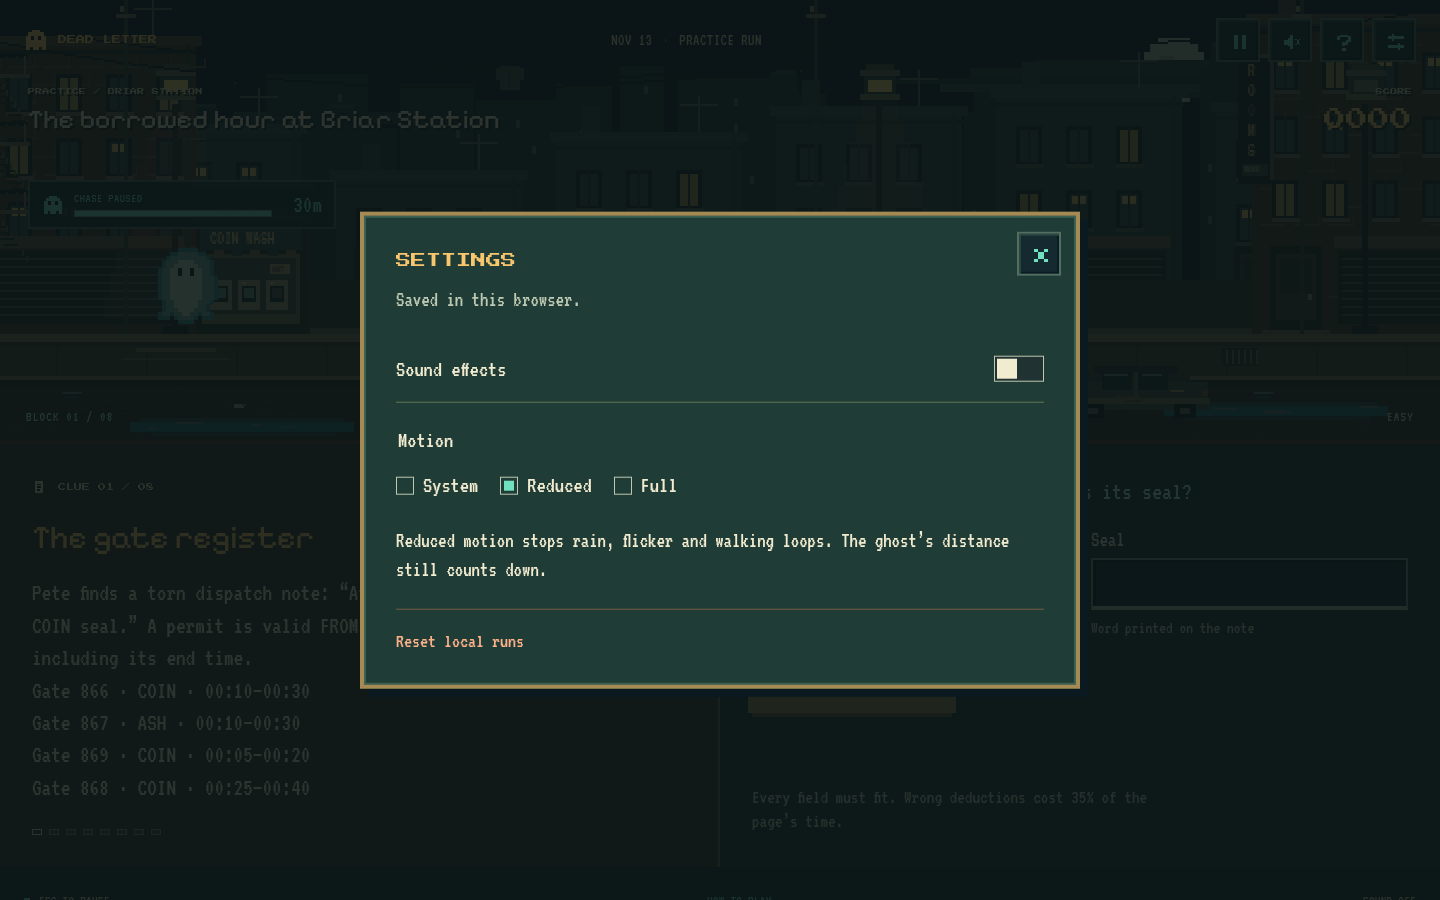 DEAD LETTER
NOV 13 · PRACTICE RUN
PRACTICE / BRIAR STATION
The borrowed hour at Briar Station
SCORE
0000
ROOMS
CHASE PAUSED
30m
COIN WASH
SETTINGS
Saved in this browser.
Sound effects
Motion
System
Reduced
Full
Reduced motion stops rain, flicker and walking loops. The ghost's distance
still counts down.
Reset local runs
BLOCK 01 / 08
EASY
CLUE 01 / 08
The gate register
Pete finds a torn dispatch note: “A
COIN seal.” A permit is valid FROM
including its end time.
Gate 866 · COIN · 00:10–00:30
Gate 867 · ASH · 00:10–00:30
Gate 869 · COIN · 00:05–00:20
Gate 868 · COIN · 00:25–00:40
its seal?
Seal
Word printed on the note
Every field must fit. Wrong deductions cost 35% of the
page's time.